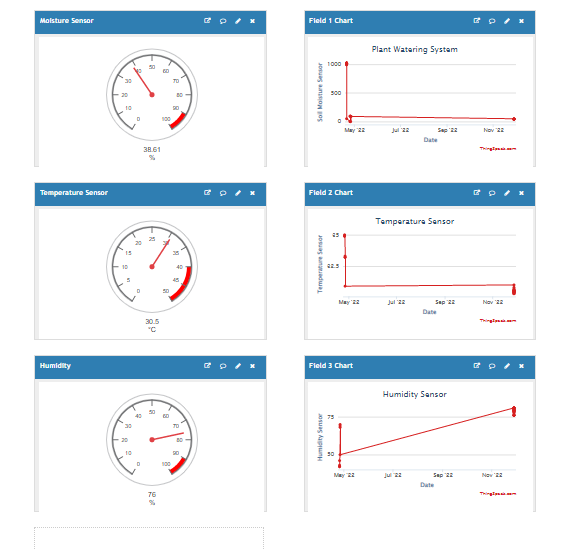 Moisture Sensor
0 10 20 30 40 50 60 70 80 90 100
38.61
%
Field 1 Chart
Plant Watering System
Soil Moisture Sensor
1000
500
0
May '22 Jul '22 Sep '22 Nov '22
Date
ThingSpeak.com
Temperature Sensor
0 5 10 15 20 25 30 35 40 45 50
30.5
°C
Field 2 Chart
Temperature Sensor
Temperature Sensor
May '22 Jul '22 Sep '22 Nov '22
Date
ThingSpeak.com
Humidity
0 10 20 30 40 50 60 70 80 90 100
76
%
Field 3 Chart
Humidity Sensor
Humidity Sensor
75
50
May '22 Jul '22 Sep '22 Nov '22
Date
ThingSpeak.com